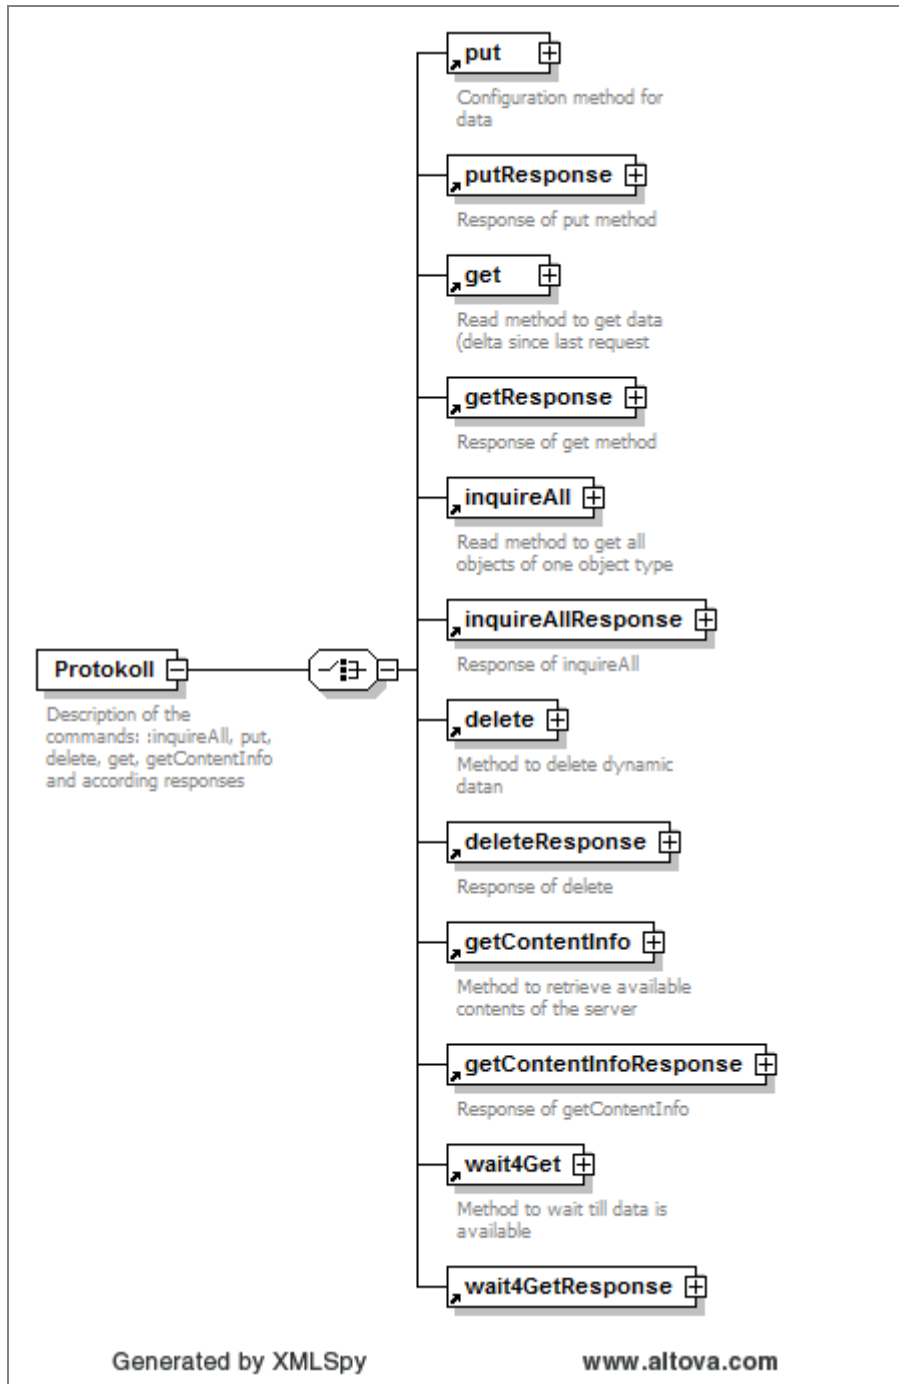 put
Configuration method for
data
putResponse
Response of put method
get
Read method to get data
(delta since last request
getResponse
Response of get method
inquireAll
Read method to get all
objects of one object type
inquireAllResponse
Response of inquireAll
Protokoll
Description of the
commands: :inquireAll, put,
delete, get, getContentInfo
and according responses
delete
Method to delete dynamic
datan
deleteResponse
Response of delete
getContentInfo
Method to retrieve available
contents of the server
getContentInfoResponse
Response of getContentInfo
wait4Get
Method to wait till data is
available
wait4GetResponse
Generated by XMLSpy
www.altova.com